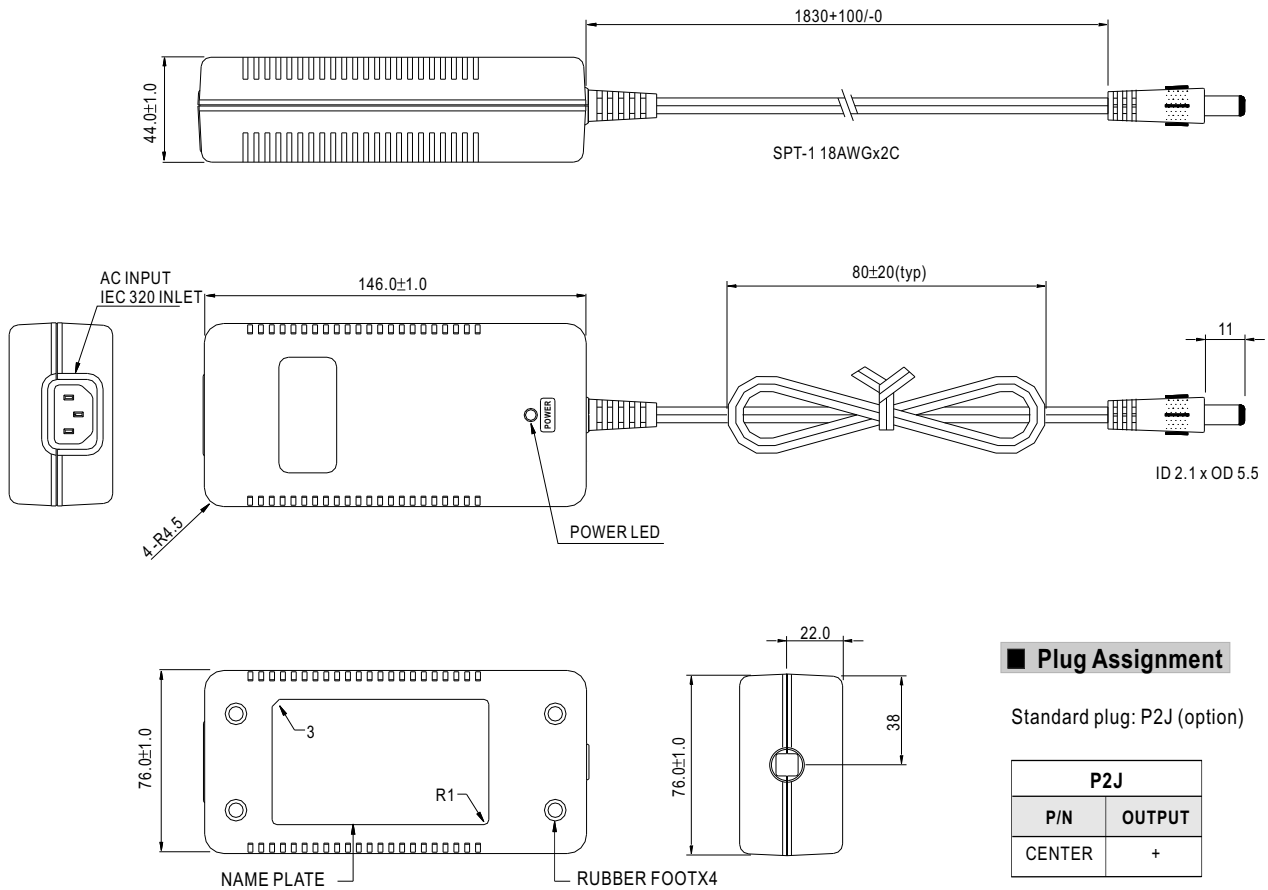 1830+100/-0
44.0±1.0
SPT-1 18AWGx2C
AC INPUT
IEC 320 INLET
146.0±1.0
80±20(typ)
11
POWER
ID 2.1 x OD 5.5
4-R4.5
POWER LED
22.0
■ Plug Assignment
76.0±1.0
3
R1
76.0±1.0
38
Standard plug: P2J (option)
P2J
P/N OUTPUT
CENTER +
NAME PLATE
RUBBER FOOTX4